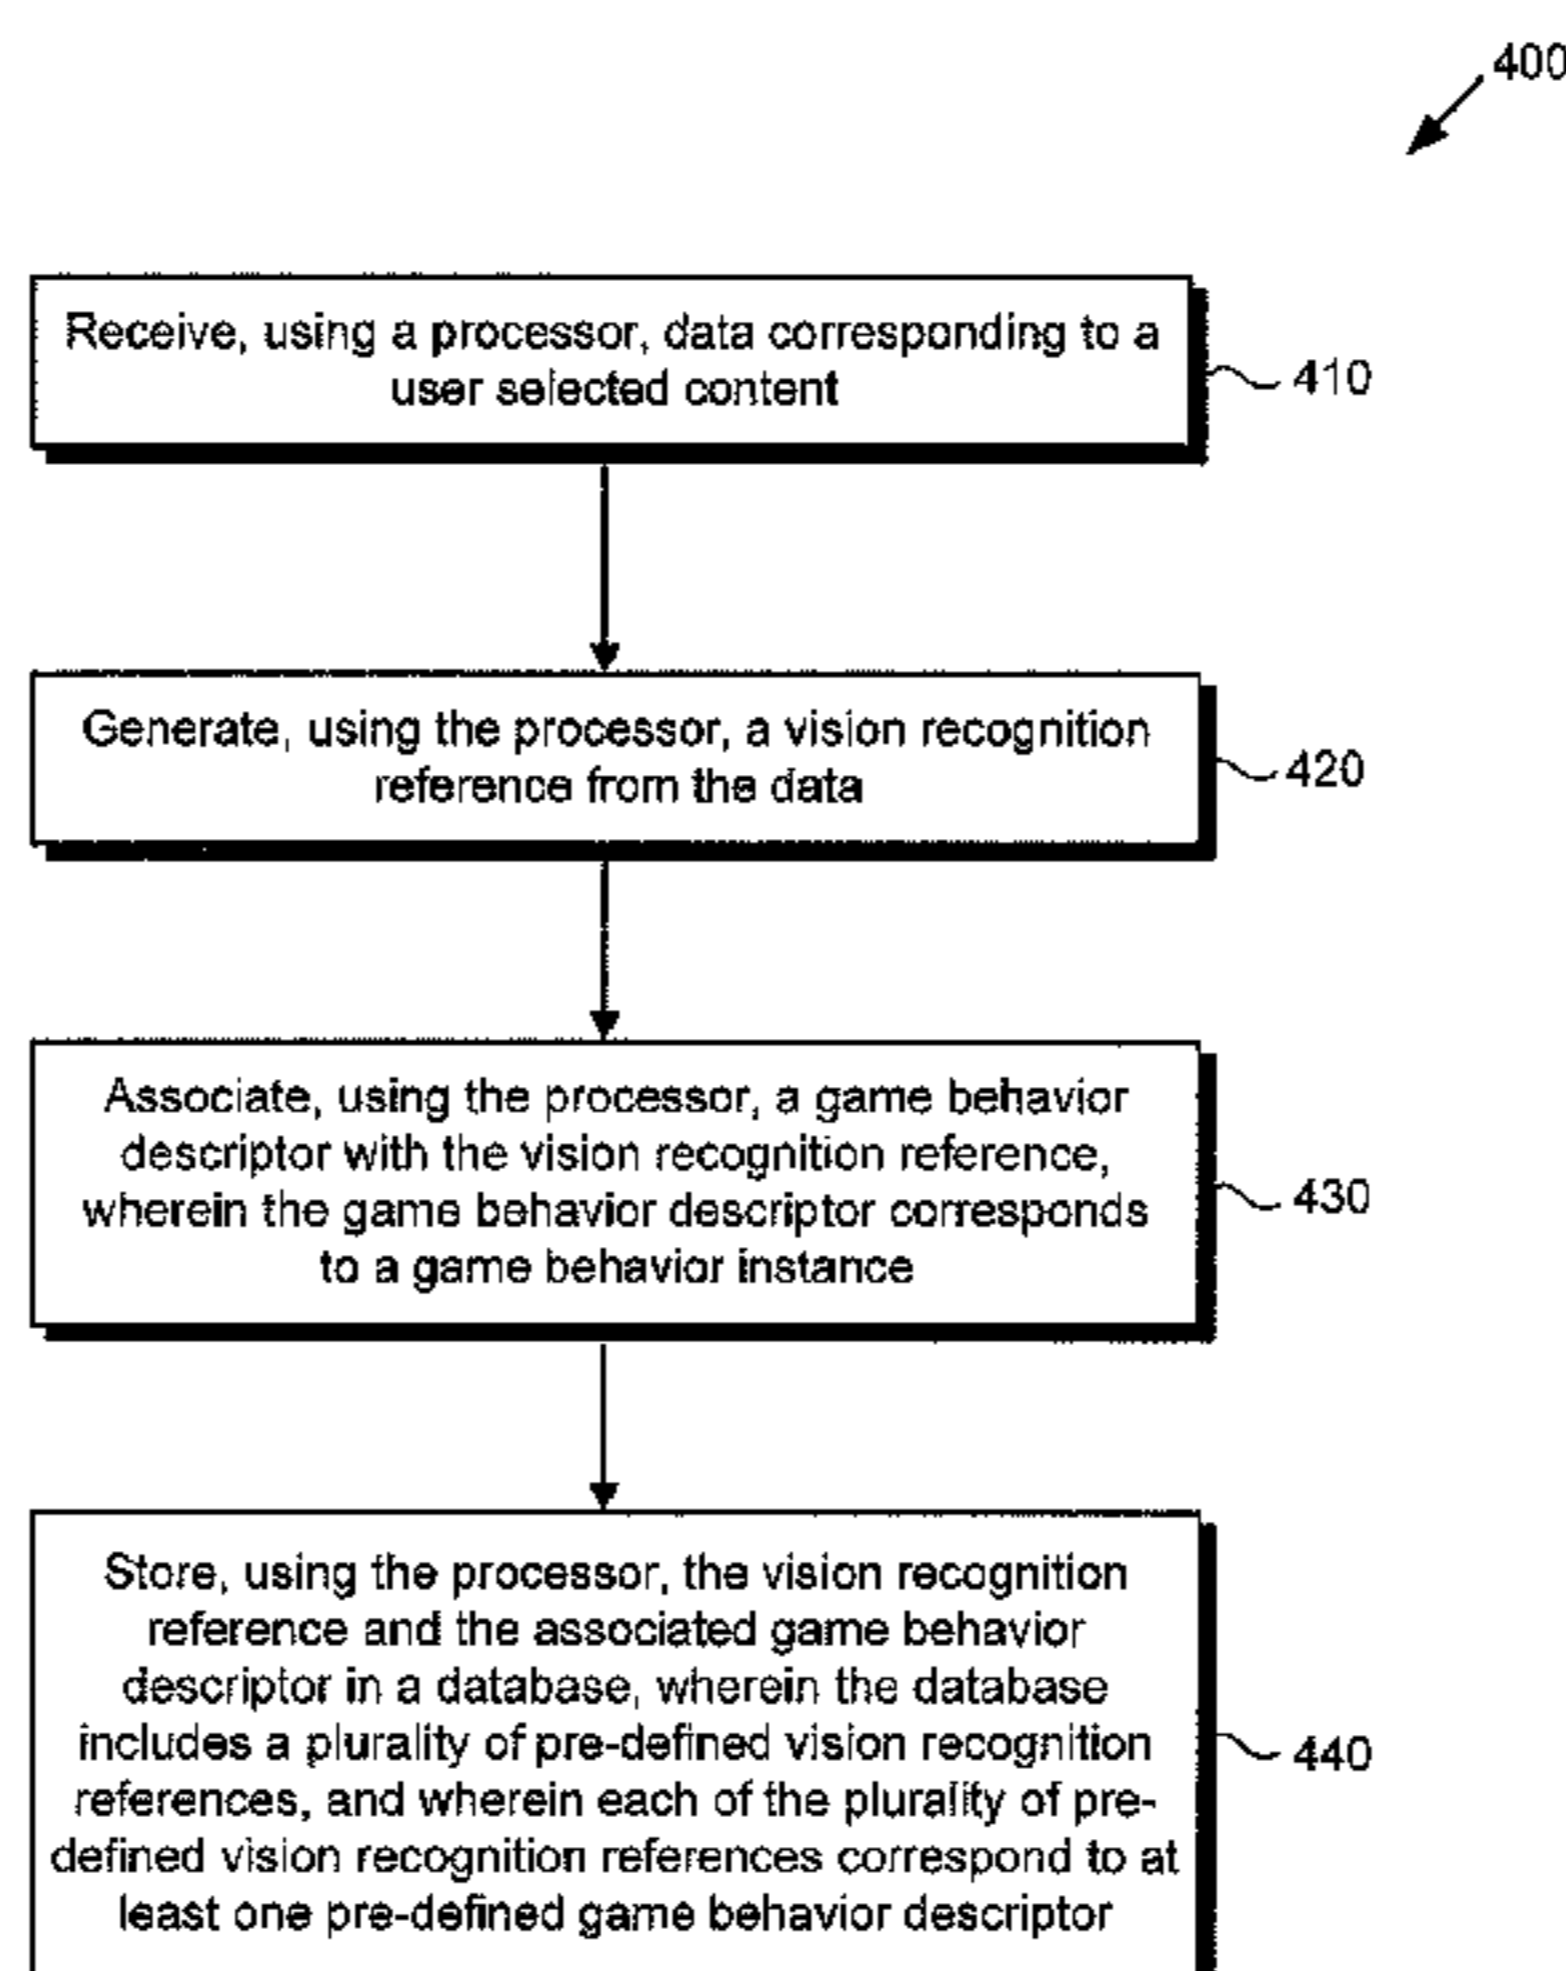 400
Receive, using a processor, data corresponding to a
user selected content
410
Generate, using the processor, a vision recognition
reference from the data
420
Associate, using the processor, a game behavior
descriptor with the vision recognition reference,
wherein the game behavior descriptor corresponds
to a game behavior instance
430
Store, using the processor, the vision recognition
reference and the associated game behavior
descriptor in a database, wherein the database
includes a plurality of pre-defined vision recognition
references, and wherein each of the plurality of pre-
defined vision recognition references correspond to at
least one pre-defined game behavior descriptor
440